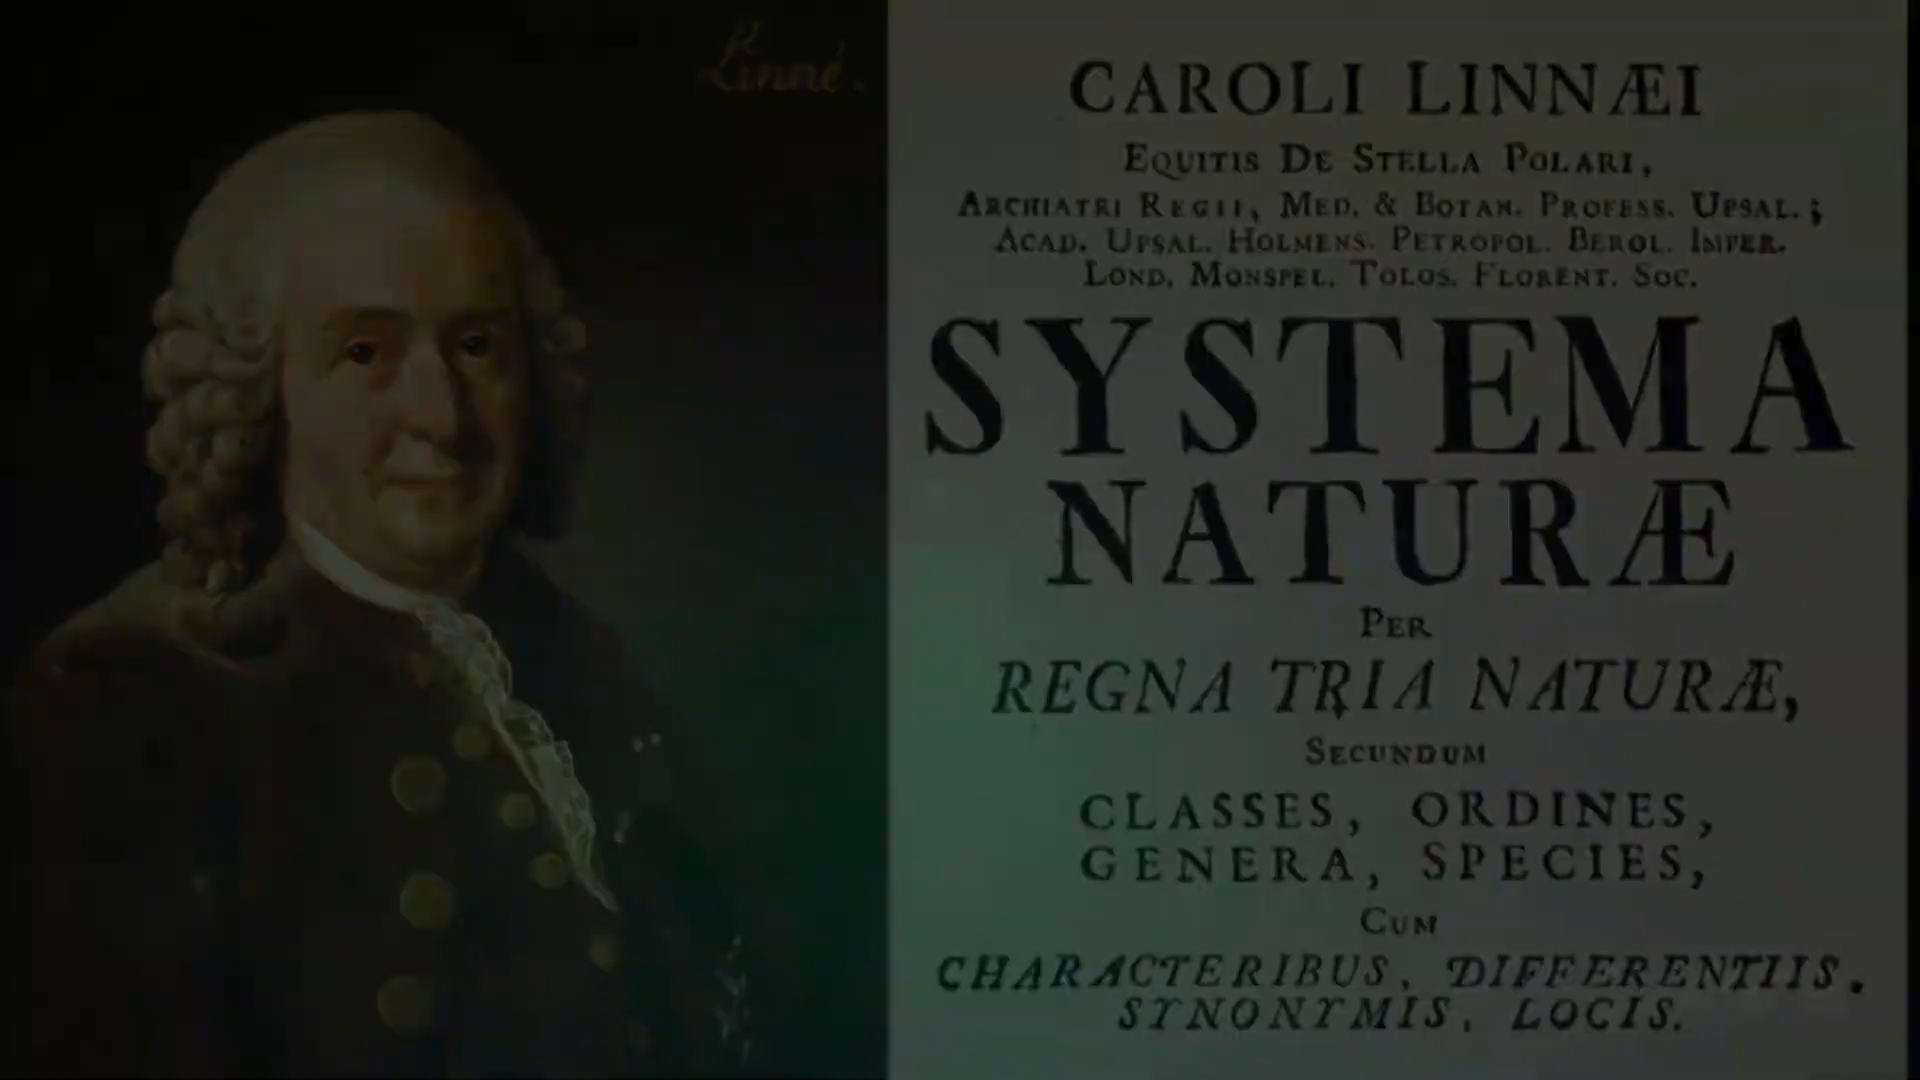 Linné.
CAROLI LINNÆI
EQUITIS DE STELLA POLARI,
ARCHIATRI REGII, MED. & BOTAN. PROFESS. UPSAL.;
ACAD. UPSAL. HOLMENS. PETROPOL. BEROL. IMPER.
LOND. MONSPEL. TOLOS. FLORENT. SOC.
SYSTEMA
NATURÆ
PER
REGNA TRIA NATURÆ,
SECUNDUM
CLASSES, ORDINES,
GENERA, SPECIES,
CUM
CHARACTERIBUS, DIFFERENTIIS.
SYNONYMIS, LOCIS.